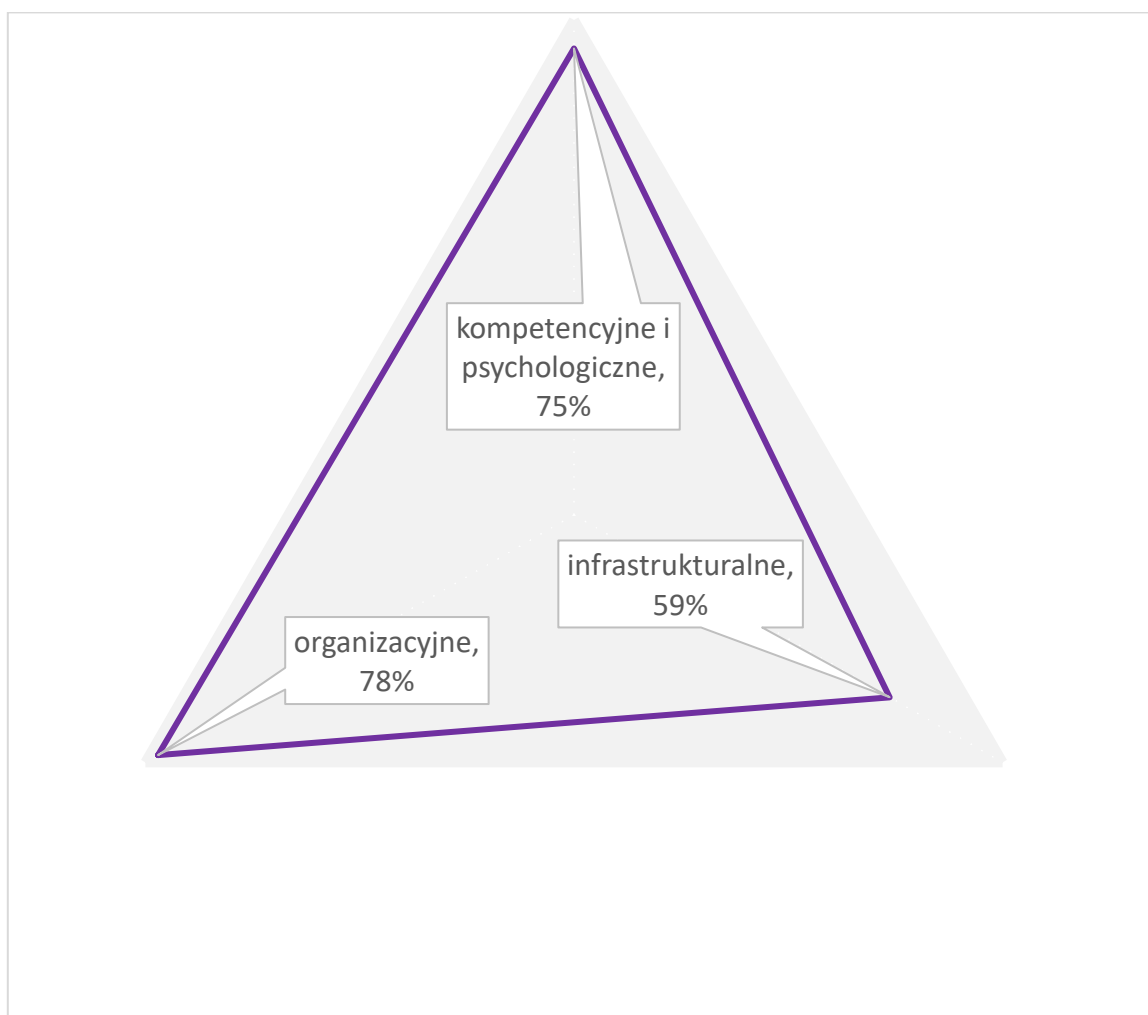 kompetencyjne i
psychologiczne,
75%
infrastrukturalne,
59%
organizacyjne,
78%